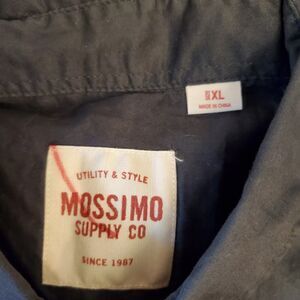 XL
MADE IN CHINA
UTILITY & STYLE
MOSSIMO
SUPPLY CO
SINCE 1987